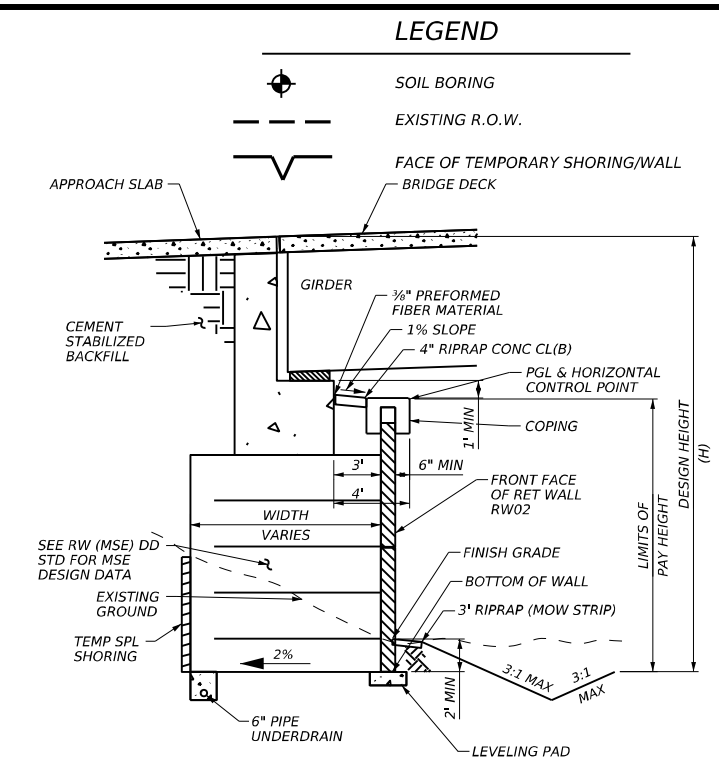 LEGEND
SOIL BORING
EXISTING R.O.W.
FACE OF TEMPORARY SHORING/WALL
APPROACH SLAB
BRIDGE DECK
GIRDER
⅜" PREFORMED
FIBER MATERIAL
1% SLOPE
4" RIPRAP CONC CL(B)
CEMENT
STABILIZED
BACKFILL
PGL & HORIZONTAL
CONTROL POINT
1' MIN
COPING
DESIGN HEIGHT
(H)
3'
6" MIN
4'
FRONT FACE
OF RET WALL
RW02
LIMITS OF
PAY HEIGHT
WIDTH
VARIES
SEE RW (MSE) DD
STD FOR MSE
DESIGN DATA
FINISH GRADE
BOTTOM OF WALL
EXISTING
GROUND
3' RIPRAP (MOW STRIP)
TEMP SPL
SHORING
2%
3:1 MAX
3:1
MAX
2' MIN
6" PIPE
UNDERDRAIN
LEVELING PAD